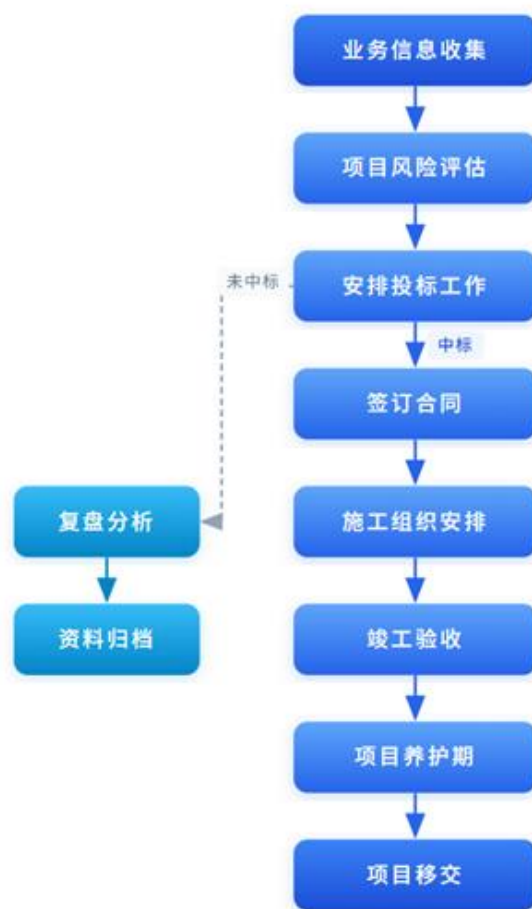 业务信息收集
项目风险评估
未中标
安排投标工作
中标
签订合同
复盘分析
施工组织安排
资料归档
竣工验收
项目养护期
项目移交